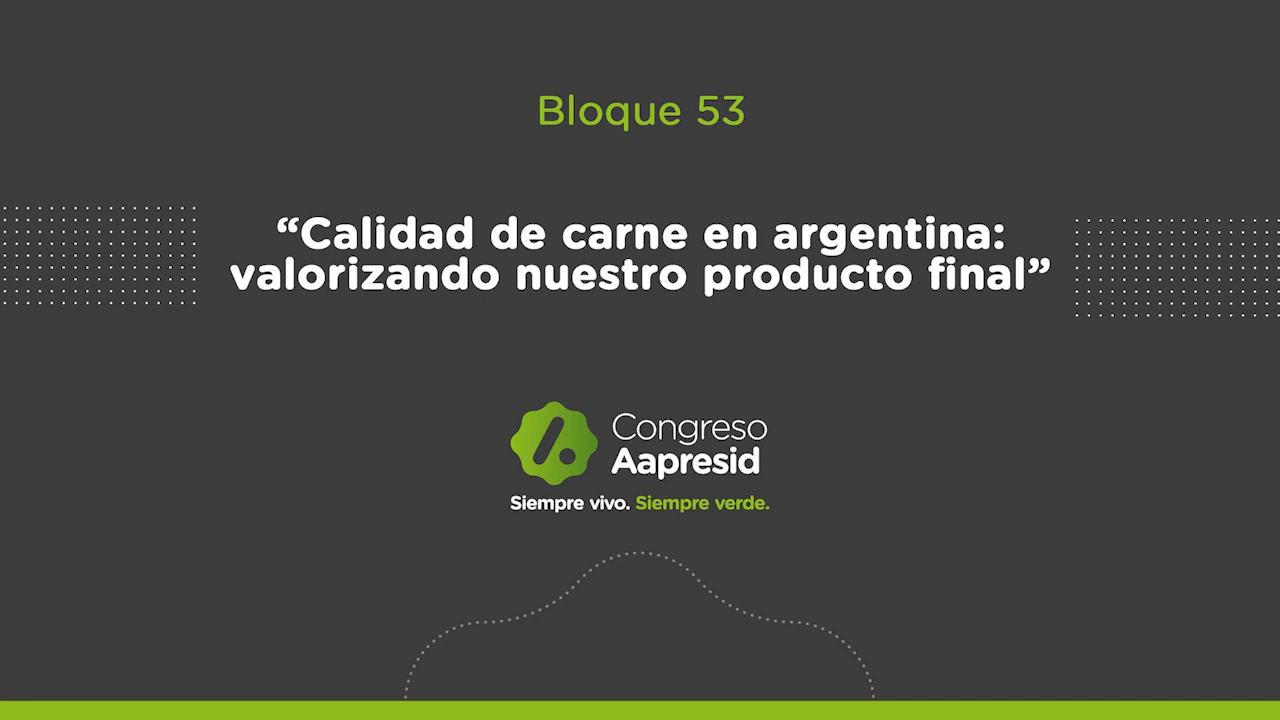 Bloque 53
“Calidad de carne en argentina:
valorizando nuestro producto final”
Congreso
Aapresid
Siempre vivo. Siempre verde.